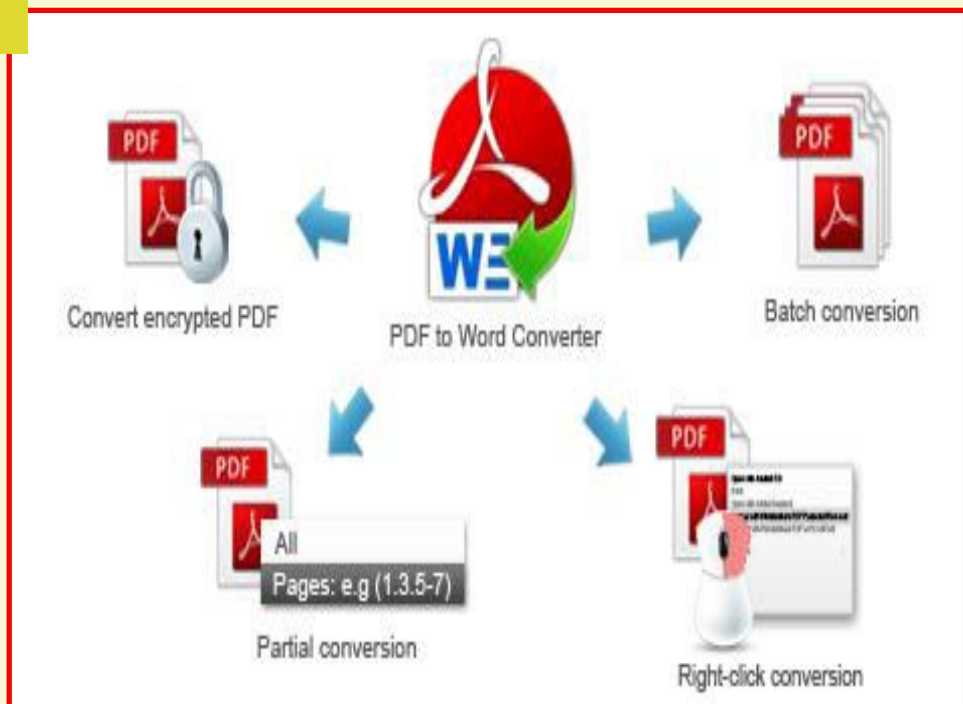 PDF
PDF
W
Convert encrypted PDF
PDF to Word Converter
Batch conversion
PDF
PDF
All
Pages: e.g (1.3.5-7)
Partial conversion
Right-click conversion